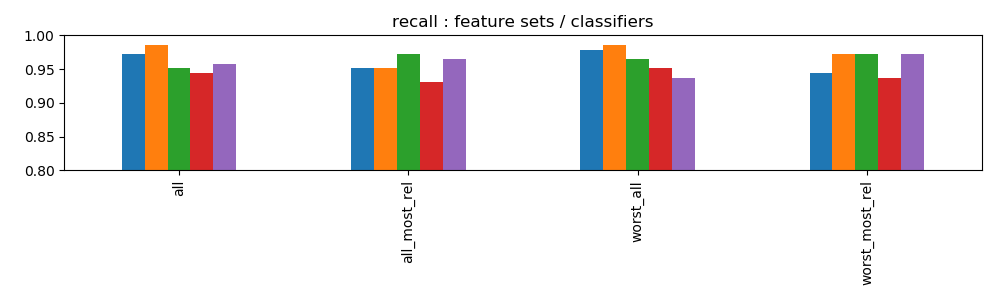 recall : feature sets / classifiers
1.00
0.95
0.90
0.85
0.80
all
all_most_rel
worst_all
worst_most_rel